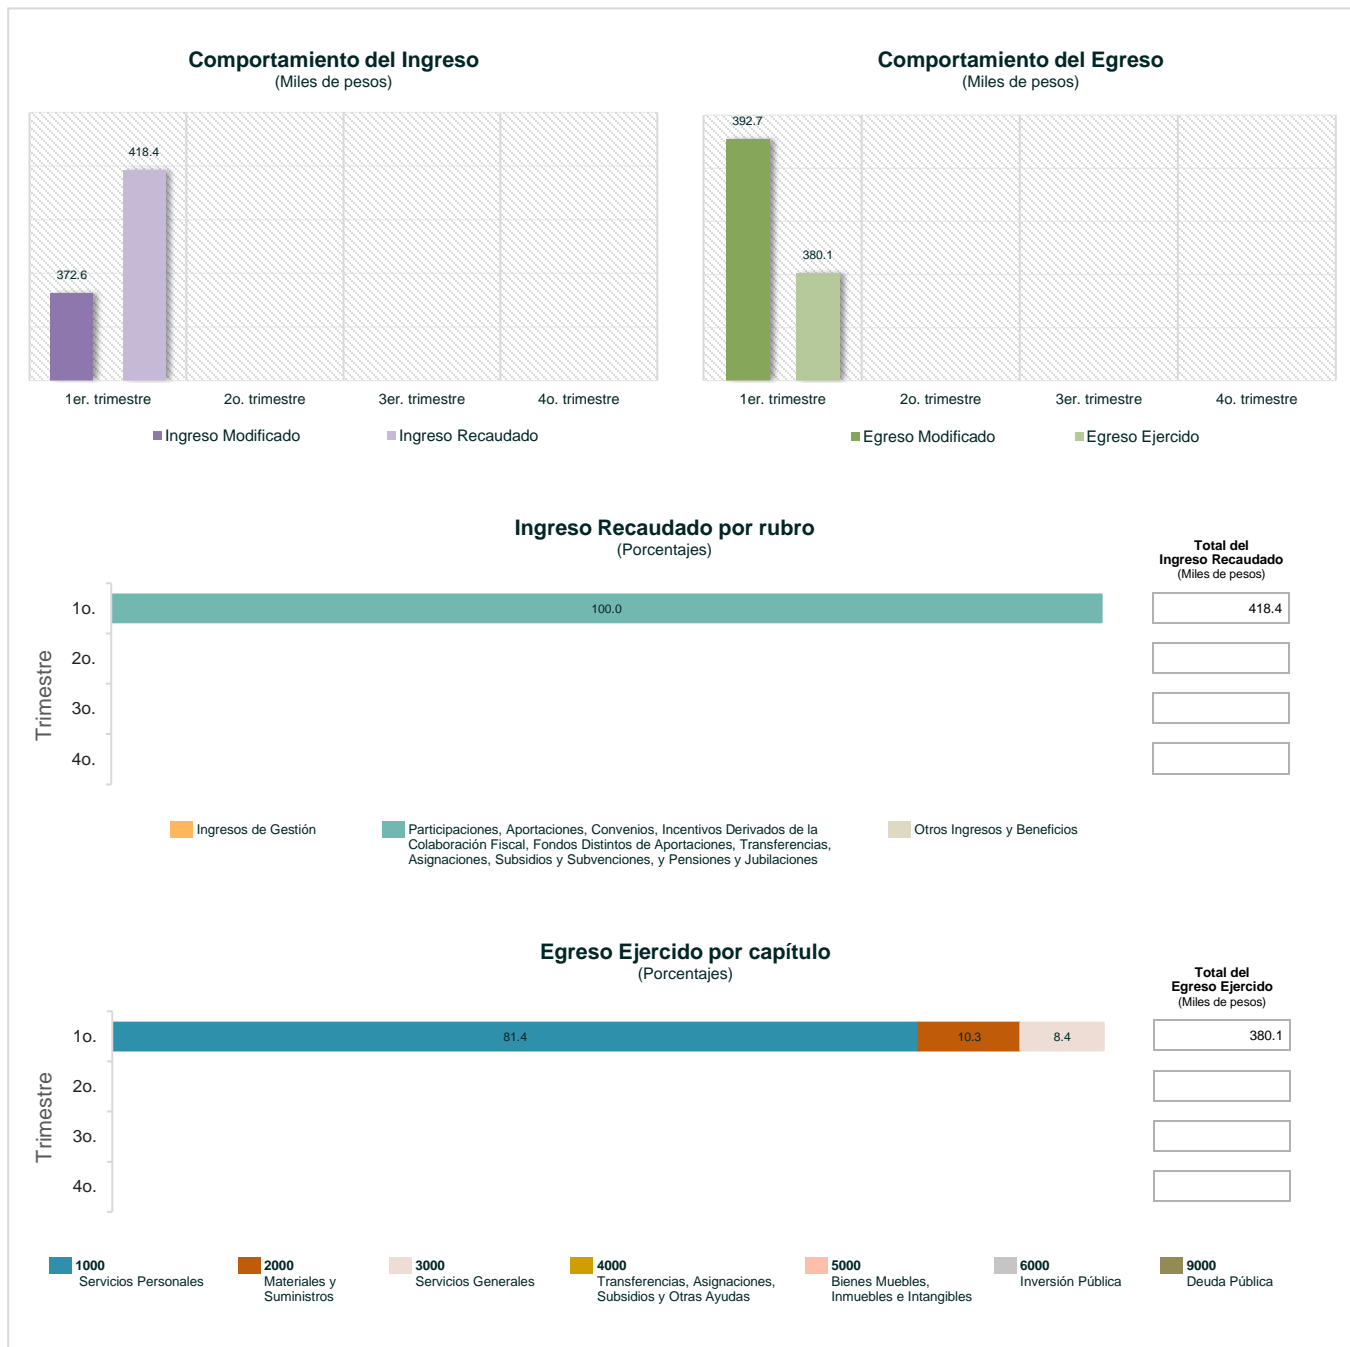 Comportamiento del Ingreso
(Miles de pesos)
418.4
372.6
1er. trimestre
2o. trimestre
3er. trimestre
4o. trimestre
Ingreso Modificado
Ingreso Recaudado
Comportamiento del Egreso
(Miles de pesos)
392.7
380.1
1er. trimestre
2o. trimestre
3er. trimestre
4o. trimestre
Egreso Modificado
Egreso Ejercido
Ingreso Recaudado por rubro
(Porcentajes)
Total del
Ingreso Recaudado
(Miles de pesos)
Trimestre
1o.
100.0
418.4
2o.
3o.
4o.
Ingresos de Gestión
Participaciones, Aportaciones, Convenios, Incentivos Derivados de la
Colaboración Fiscal, Fondos Distintos de Aportaciones, Transferencias,
Asignaciones, Subsidios y Subvenciones, y Pensiones y Jubilaciones
Otros Ingresos y Beneficios
Egreso Ejercido por capítulo
(Porcentajes)
Total del
Egreso Ejercido
(Miles de pesos)
Trimestre
1o.
81.4
10.3
8.4
380.1
2o.
3o.
4o.
1000
Servicios Personales
2000
Materiales y
Suministros
3000
Servicios Generales
4000
Transferencias, Asignaciones,
Subsidios y Otras Ayudas
5000
Bienes Muebles,
Inmuebles e Intangibles
6000
Inversión Pública
9000
Deuda Pública